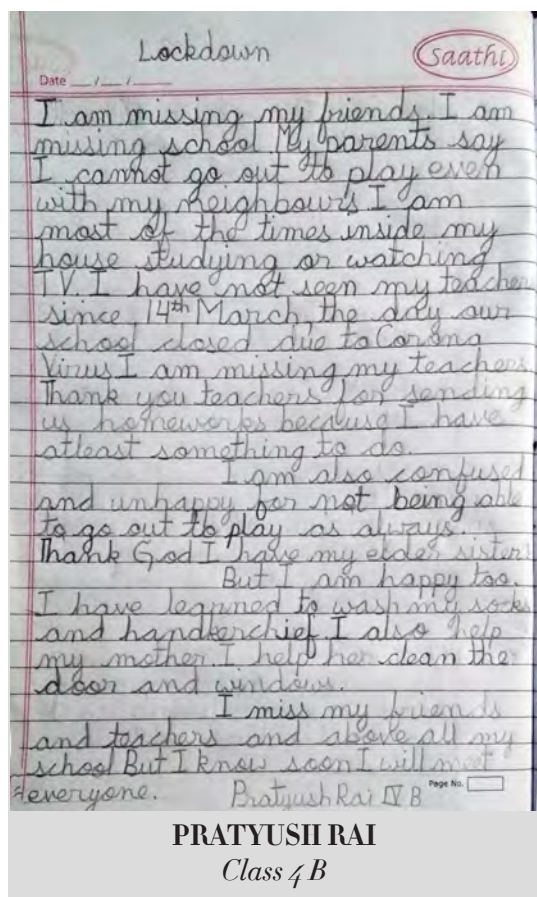 Lockdown
Saathi
Date __/__/__
I am missing my friends. I am
missing school My parents say
I cannot go out to play even
with my neighbours I am
most of the times inside my
house studying or watching
TV. I have not seen my teacher
since 14th March, the day our
school closed due to Corona
Virus I am missing my teachers
Thank you teachers for sending
us homeworks because I have
atleast something to do.
I am also confused
and unhappy for not being able
to go out to play as always.
Thank God I have my elder sister
But I am happy too.
I have learned to wash my socks
and handkerchief. I also help
my mother. I help her clean the
door and windows.
I miss my friends
and teachers and above all my
school But I know soon I will meet
everyone.
Pratyush Rai IV B
Page No.
PRATYUSH RAI
Class 4 B